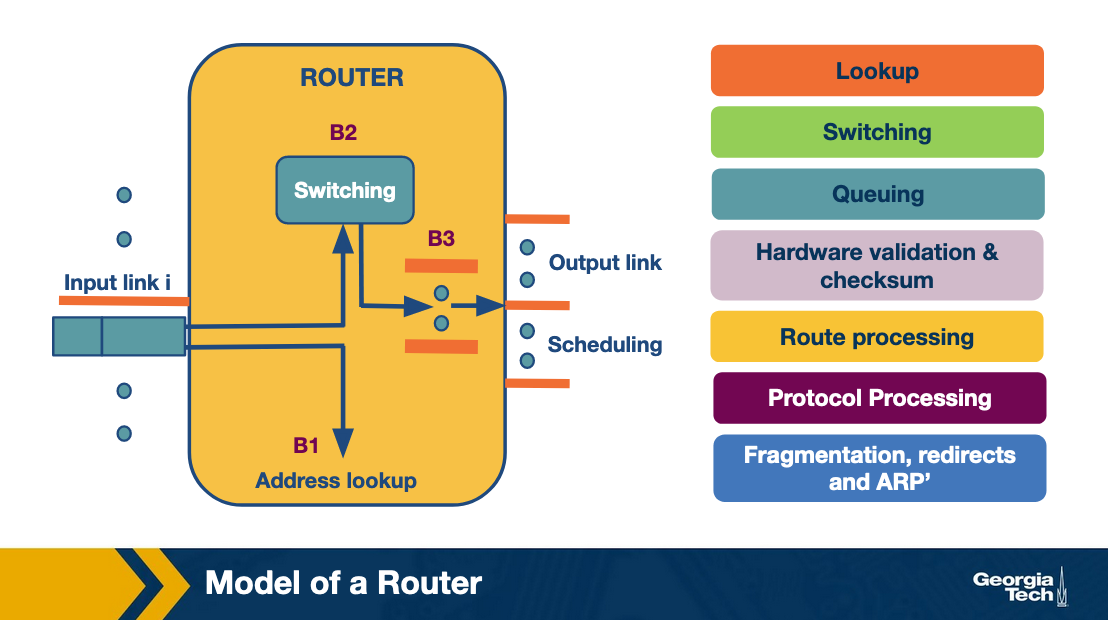 ROUTER
B2
Switching
B3
Input link i
Output link
Scheduling
B1
Address lookup
Lookup
Switching
Queuing
Hardware validation &
checksum
Route processing
Protocol Processing
Fragmentation, redirects
and ARP’
Model of a Router
Georgia
Tech